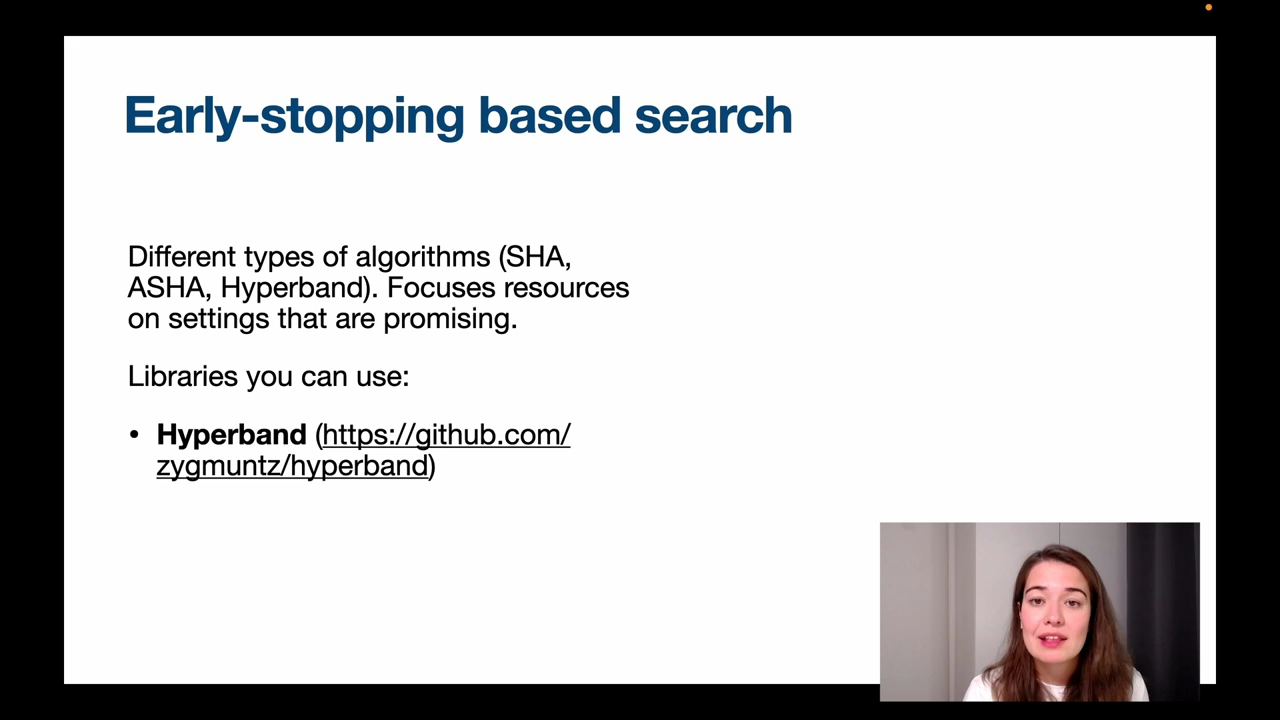 Early-stopping based search
Different types of algorithms (SHA,
ASHA, Hyperband). Focuses resources
on settings that are promising.
Libraries you can use:
• Hyperband (https://github.com/
zygmuntz/hyperband)